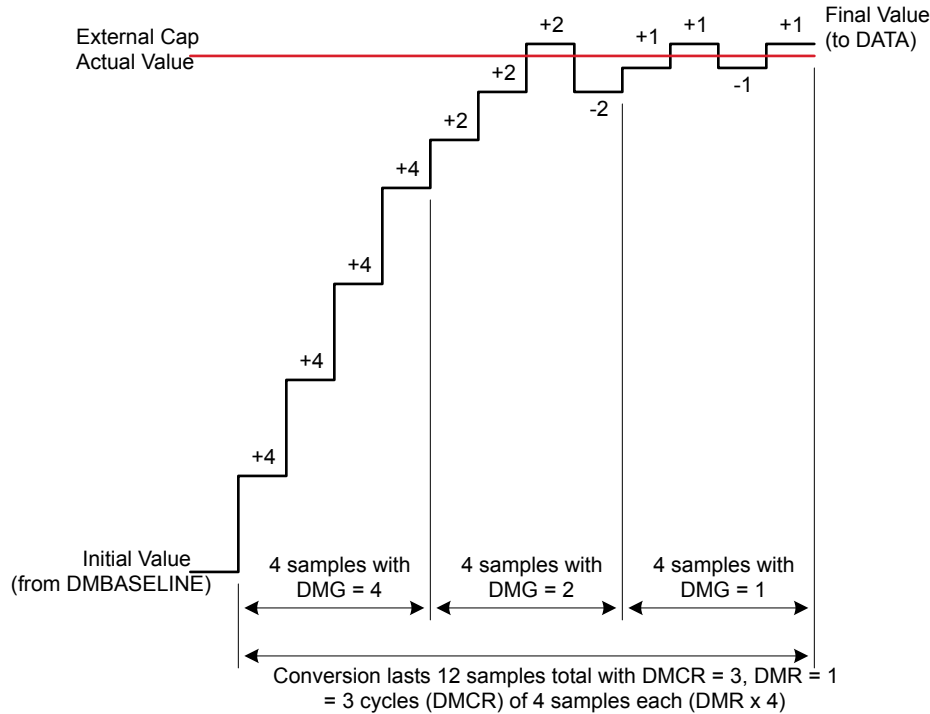 External Cap
Actual Value
+4
+4
+4
+4
+2
+2
+2
-2
+1
+1
-1
+1
Final Value
(to DATA)
Initial Value
(from DMBASELINE)
4 samples with
DMG = 4
4 samples with
DMG = 2
4 samples with
DMG = 1
Conversion lasts 12 samples total with DMCR = 3, DMR = 1
= 3 cycles (DMCR) of 4 samples each (DMR x 4)